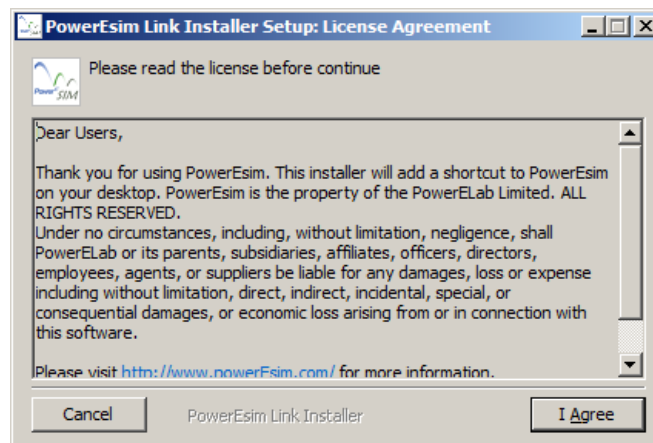 PowerEsim Link Installer Setup: License Agreement
Please read the license before continue
Power SIM
Dear Users,
Thank you for using PowerEsim. This installer will add a shortcut to PowerEsim
on your desktop. PowerEsim is the property of the PowerELab Limited. ALL
RIGHTS RESERVED.
Under no circumstances, including, without limitation, negligence, shall
PowerELab or its parents, subsidiaries, affiliates, officers, directors,
employees, agents, or suppliers be liable for any damages, loss or expense
including without limitation, direct, indirect, incidental, special, or
consequential damages, or economic loss arising from or in connection with
this software.
Please visit http://www.powerEsim.com/ for more information.
Cancel
PowerEsim Link Installer
I Agree